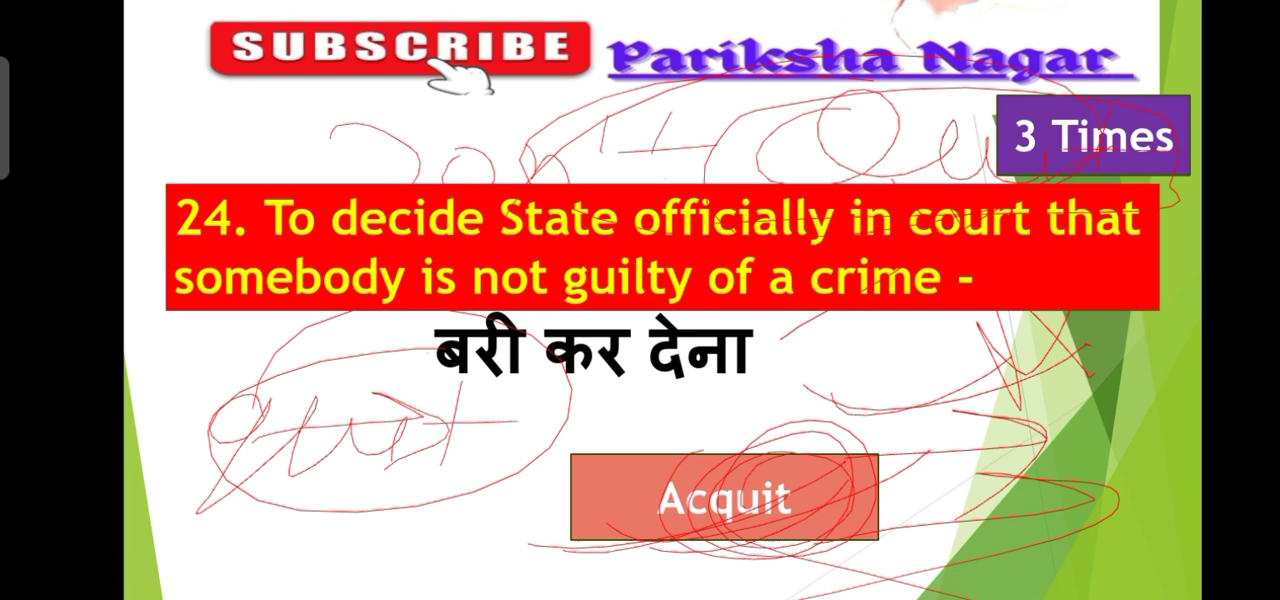 SUBSCRIBE Pariksha Nagar
3 Times
24. To decide State officially in court that
somebody is not guilty of a crime -
बरी कर देना
Acquit